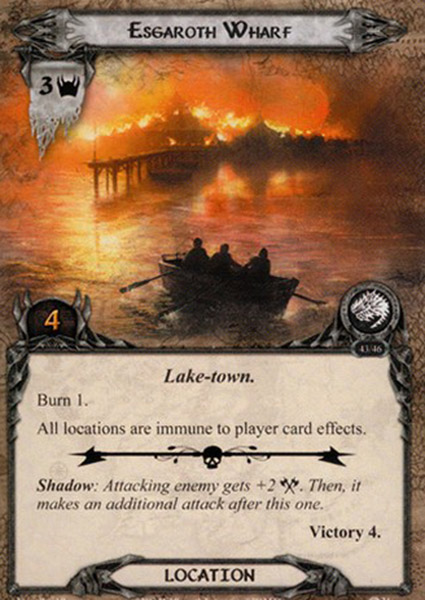 Esgaroth Wharf
3
4
43/46
Lake-town.
Burn 1.
All locations are immune to player card effects.
Shadow: Attacking enemy gets +2 . Then, it
makes an additional attack after this one.
Victory 4.
LOCATION